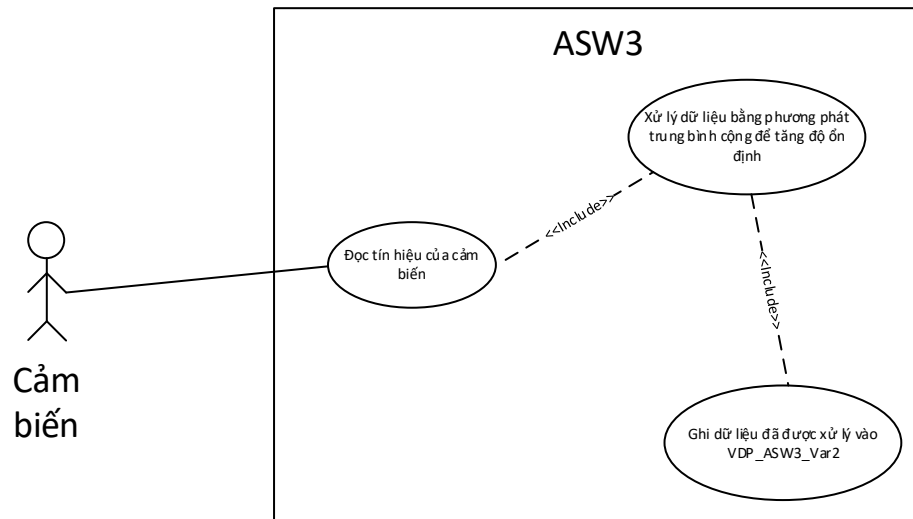 ASW3
Xử lý dữ liệu bằng phương phát
trung bình cộng để tăng độ ổn
định
<<Include>>
Đọc tín hiệu của cảm
biến
<<Include>>
Cảm
biến
Ghi dữ liệu đã được xử lý vào
VDP_ASW3_Var2